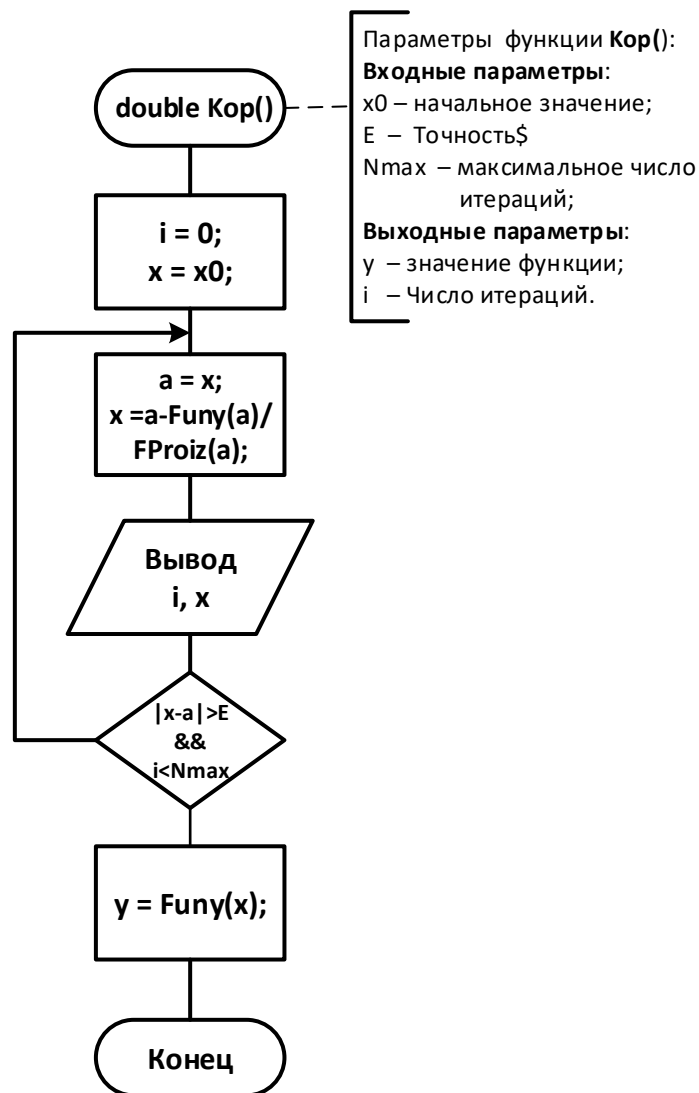 Параметры функции Kop():
Входные параметры:
x0 – начальное значение;
E – Точность$
Nmax – максимальное число
итераций;
Выходные параметры:
y – значение функции;
i – Число итераций.
double Kop()
i = 0;
x = x0;
a = x;
x =a-Funy(a)/
FProiz(a);
Вывод
i, x
|x-a|>E
&&
i<Nmax
y = Funy(x);
Конец